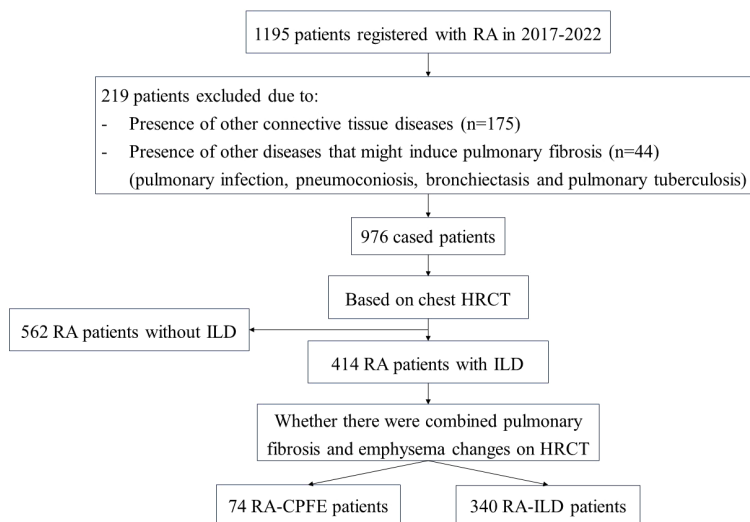 1195 patients registered with RA in 2017-2022
219 patients excluded due to:
- Presence of other connective tissue diseases (n=175)
- Presence of other diseases that might induce pulmonary fibrosis (n=44)
(pulmonary infection, pneumoconiosis, bronchiectasis and pulmonary tuberculosis)
976 cased patients
Based on chest HRCT
562 RA patients without ILD
414 RA patients with ILD
Whether there were combined pulmonary
fibrosis and emphysema changes on HRCT
74 RA-CPFE patients
340 RA-ILD patients